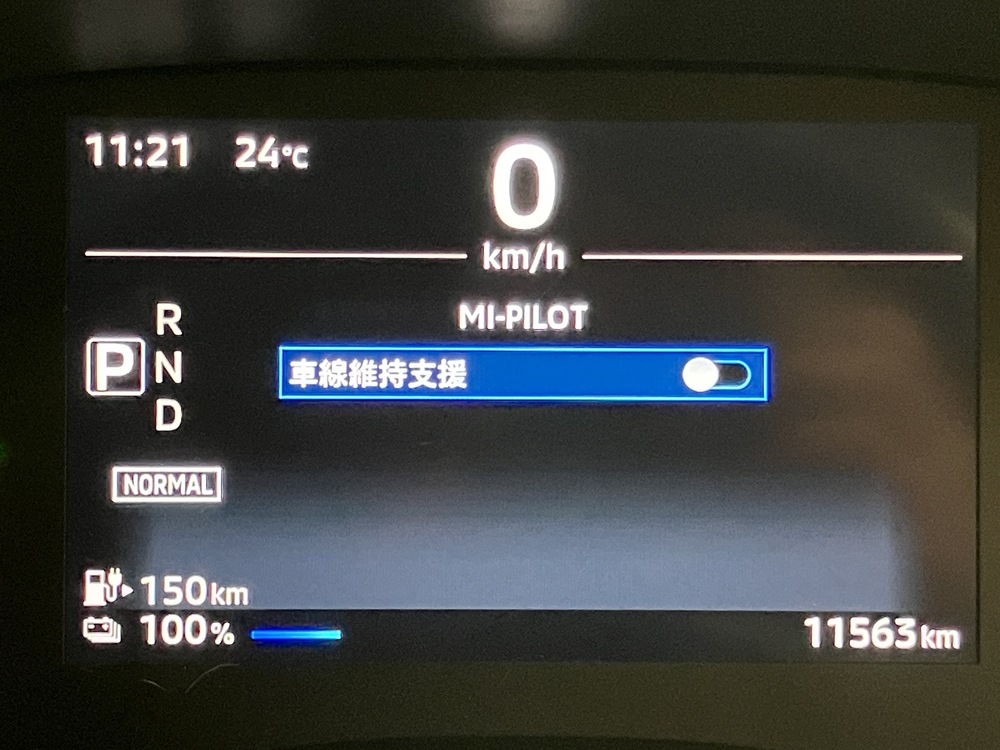 11:21 24°C
0
km/h
MI-PILOT
車線維持支援
R
P N
D
NORMAL
150km
100%
11563km